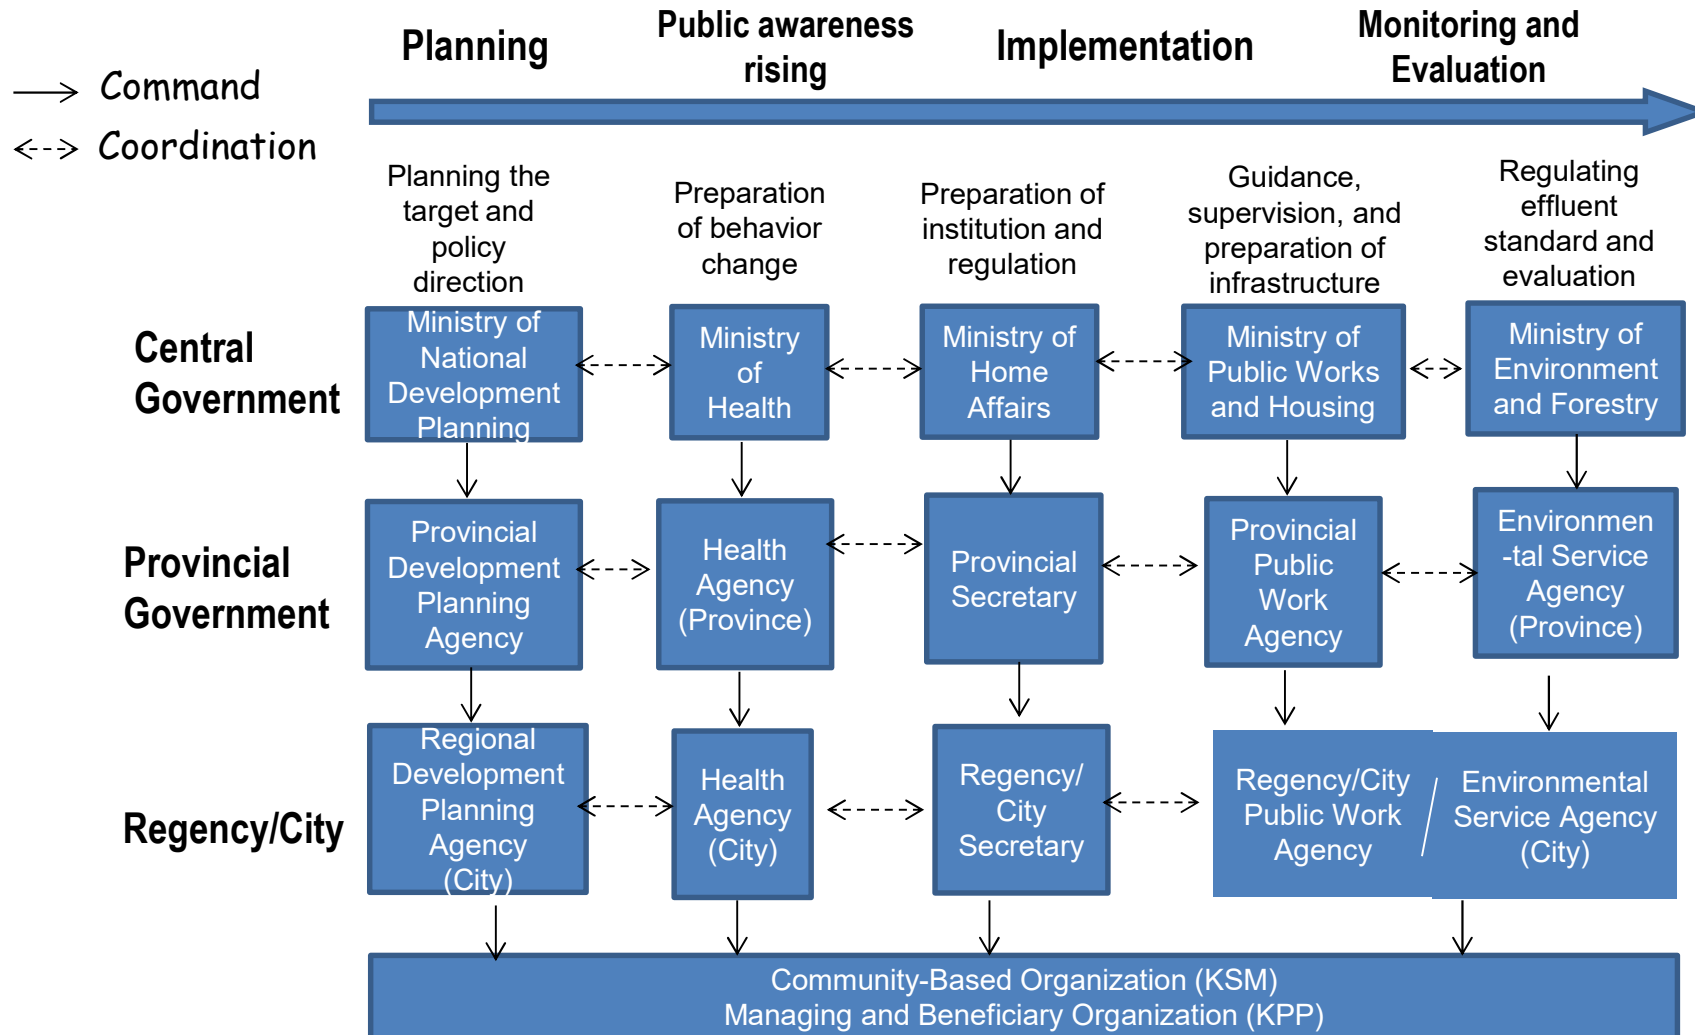 Planning
Public awareness
rising
Implementation
Monitoring and
Evaluation
Command
Coordination
Planning the
target and
policy
direction
Preparation
of behavior
change
Preparation of
institution and
regulation
Guidance,
supervision, and
preparation of
infrastructure
Regulating
effluent
standard and
evaluation
Central
Government
Ministry of
National
Development
Planning
Ministry
of
Health
Ministry of
Home
Affairs
Ministry of
Public Works
and Housing
Ministry of
Environment
and Forestry
Provincial
Government
Provincial
Development
Planning
Agency
Health
Agency
(Province)
Provincial
Secretary
Provincial
Public
Work
Agency
Environmen
-tal Service
Agency
(Province)
Regency/City
Regional
Development
Planning
Agency
(City)
Health
Agency
(City)
Regency/
City
Secretary
Regency/City
Public Work
Agency
/
Environmental
Service Agency
(City)
Community-Based Organization (KSM)
Managing and Beneficiary Organization (KPP)